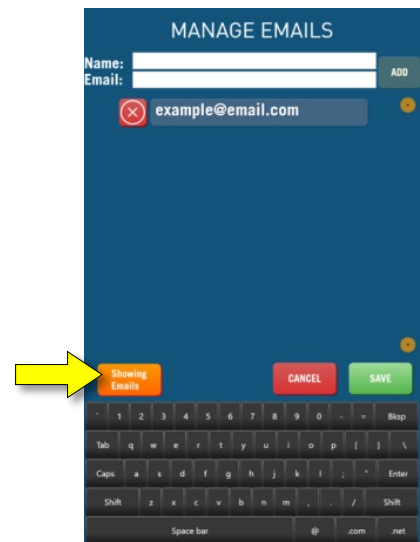 MANAGE EMAILS
Name:
Email:
ADD
example@email.com
Showing
Emails
CANCEL
SAVE
` 1 2 3 4 5 6 7 8 9 0 - = Bksp
Tab q w e r t y u i o p [ ] \
Caps a s d f g h j k l ; ' Enter
Shift z x c v b n m , . / Shift
Space bar @ .com .net